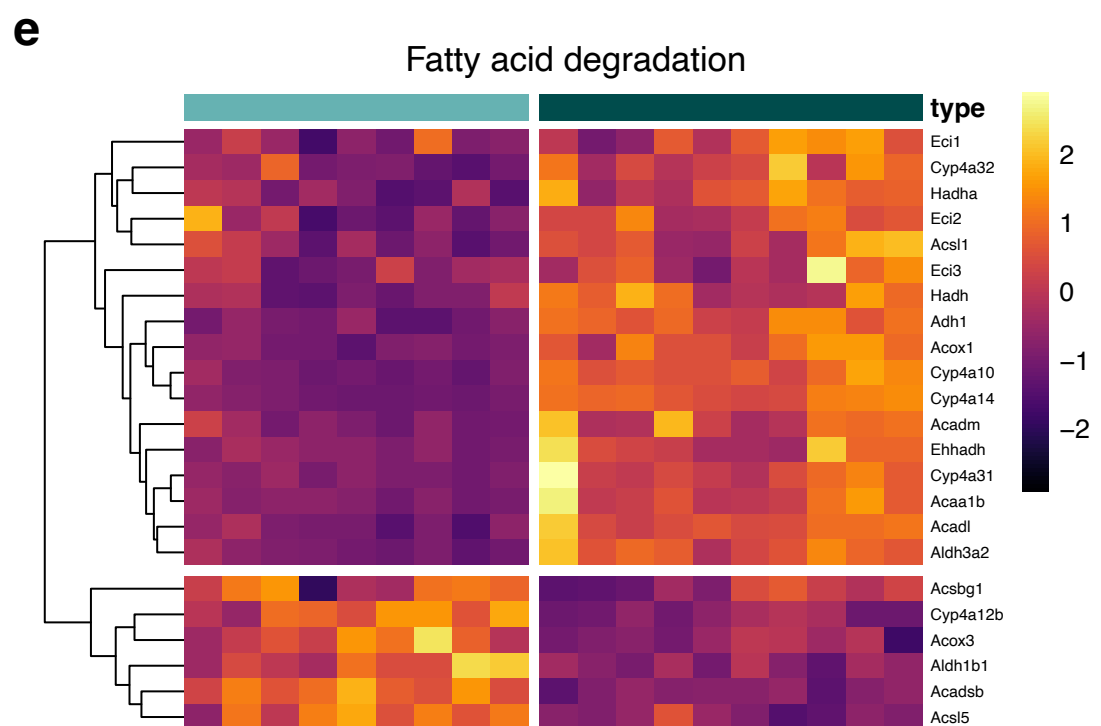 e
Fatty acid degradation
type
Eci1
Cyp4a32
Hadha
Eci2
Acsl1
Eci3
Hadh
Adh1
Acox1
Cyp4a10
Cyp4a14
Acadm
Ehhadh
Cyp4a31
Acaa1b
Acadl
Aldh3a2
Acsbg1
Cyp4a12b
Acox3
Aldh1b1
Acadsb
Acsl5
2
1
0
−1
−2